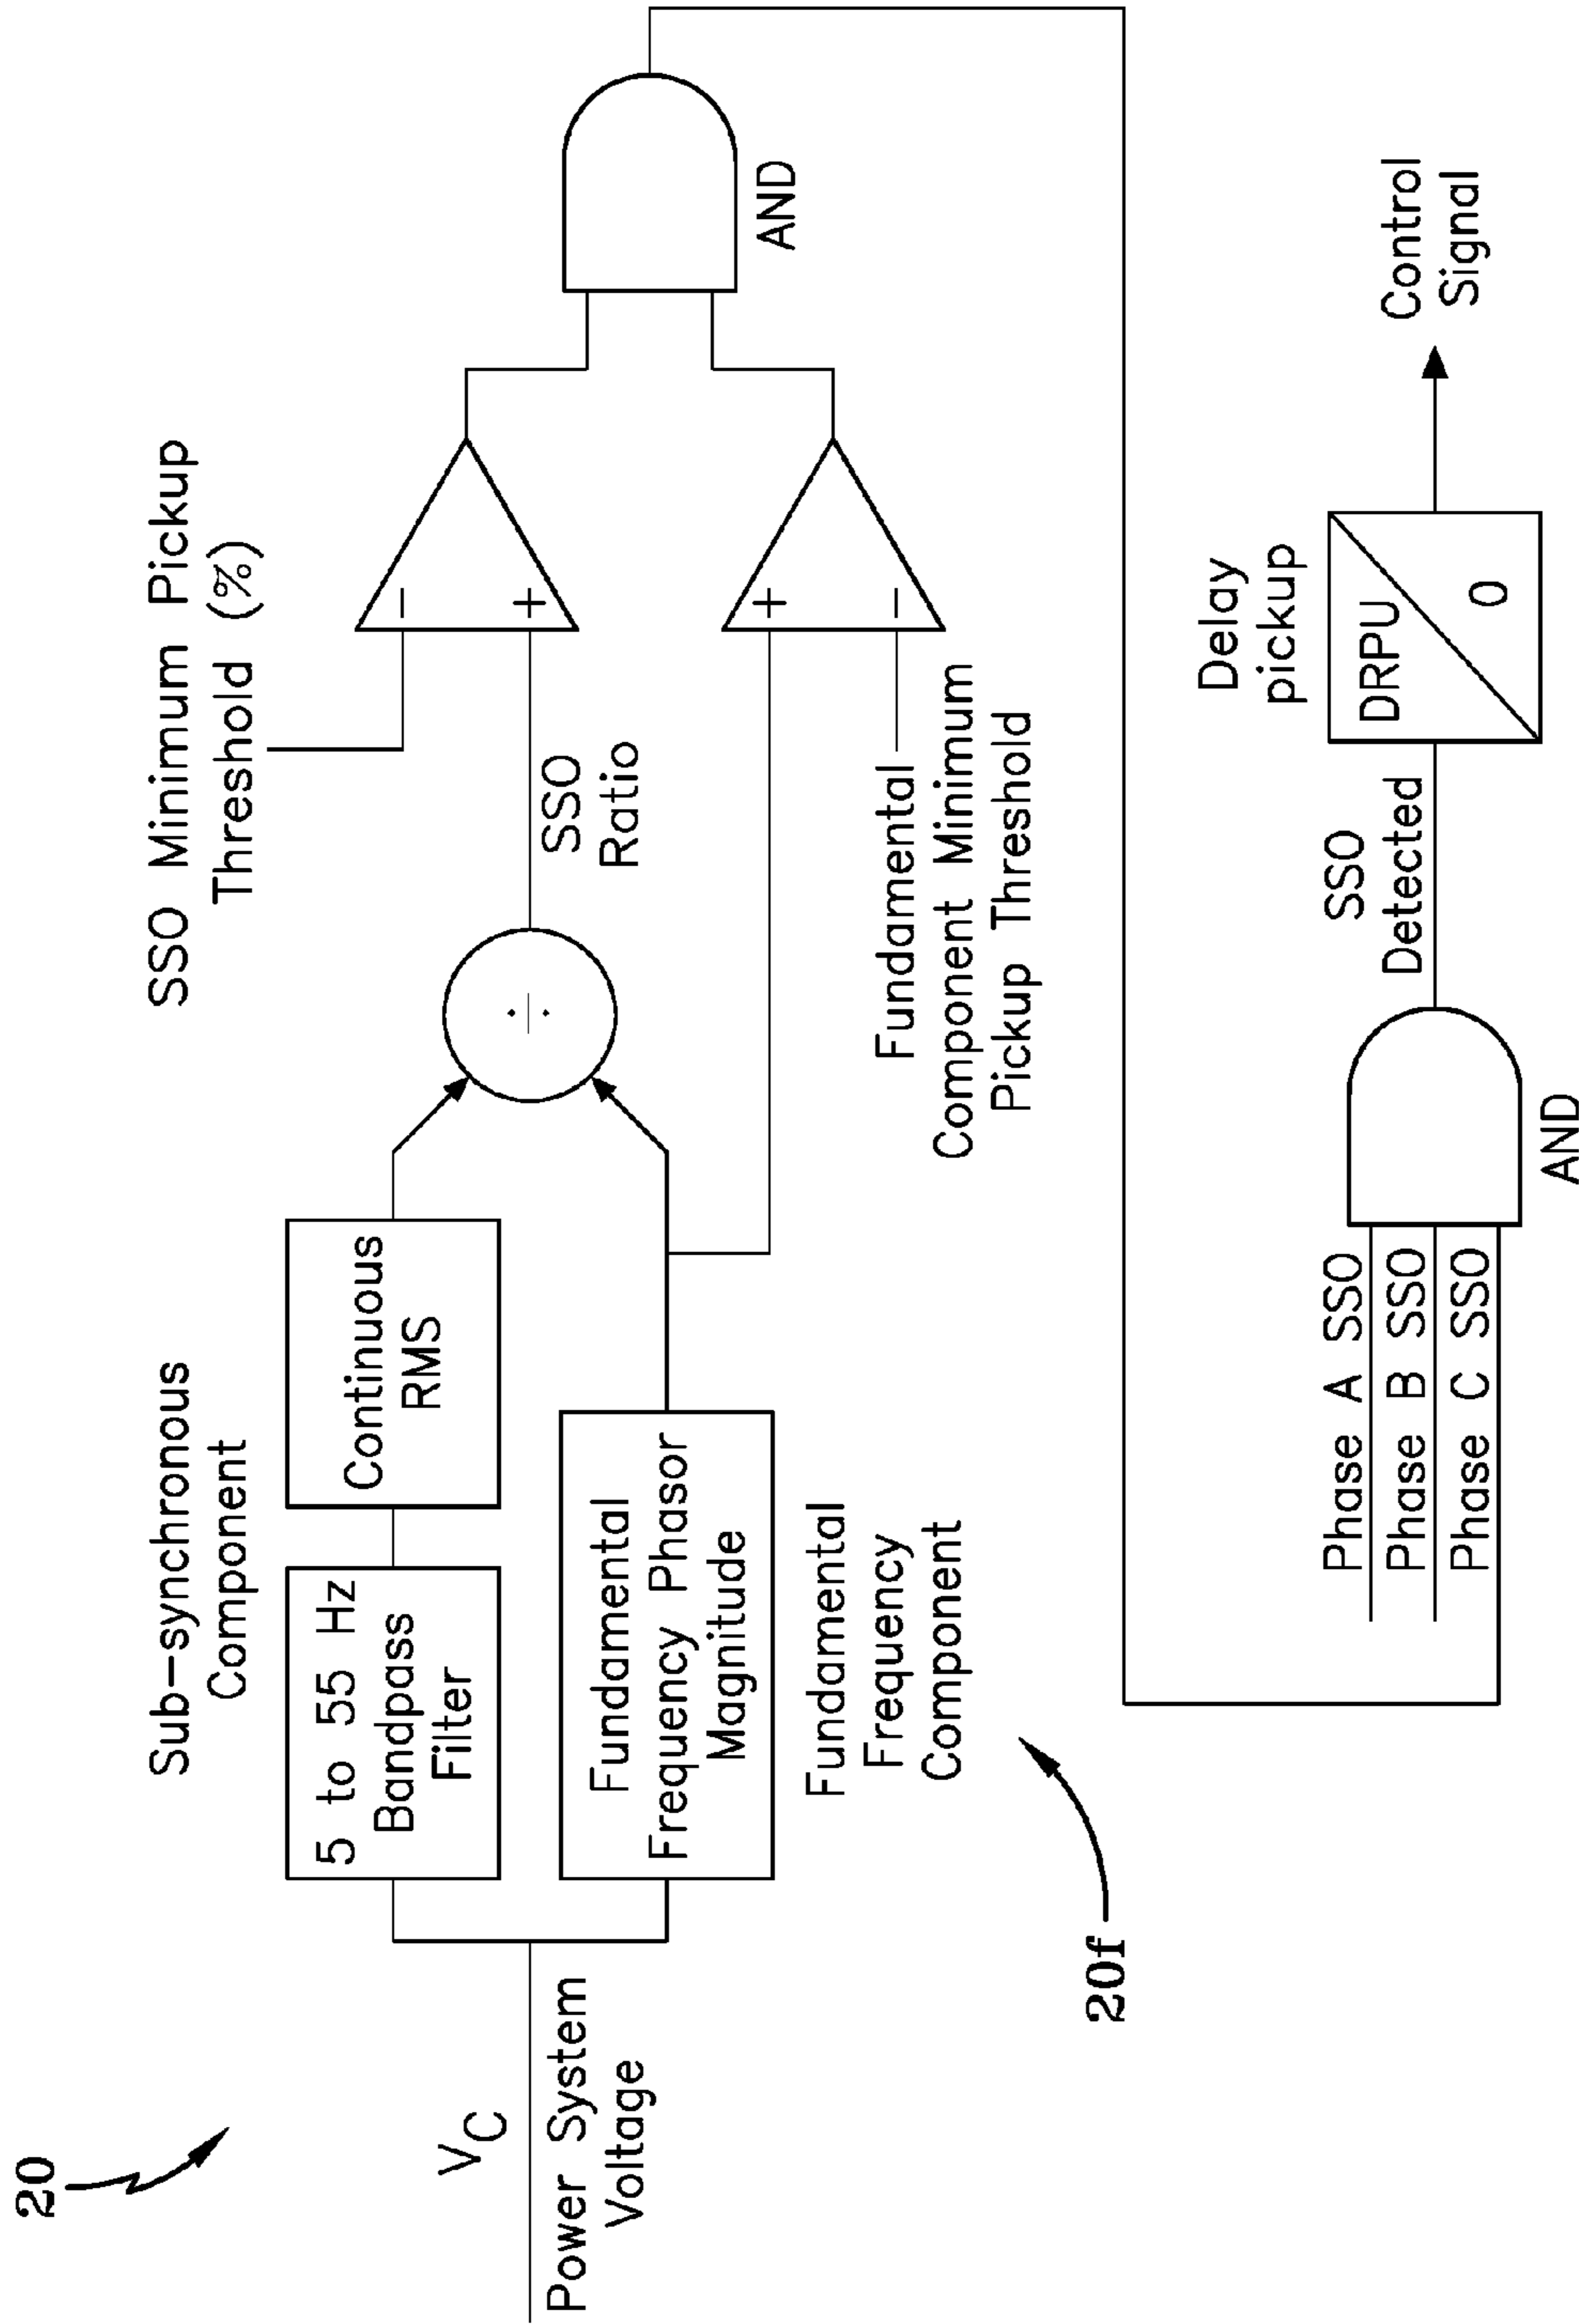 20
Sub-synchronous
Component
SSO Minimum Pickup
Threshold (%)
5 to 55 Hz
Bandpass
Filter
Continuous
RMS
VC
Power System
Voltage
÷
SSO
Ratio
−
+
Fundamental
Frequency Phasor
Magnitude
+
−
AND
Fundamental
Frequency
Component
Fundamental
Component Minimum
Pickup Threshold
20f
Phase A SSO
Phase B SSO
Phase C SSO
AND
SSO
Detected
Delay
pickup
DRPU
0
Control
Signal